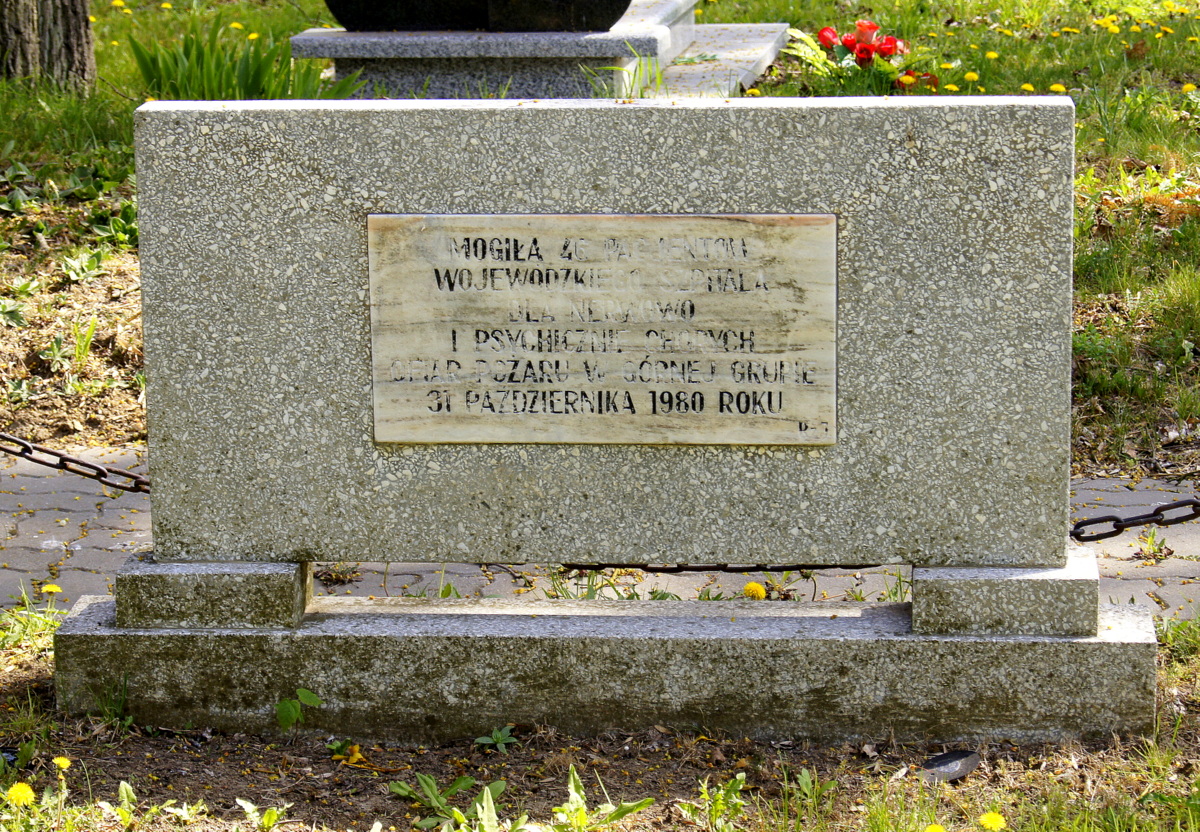 MOGIŁA 46 PACJENTÓW
WOJEWÓDZKIEGO SZPITALA
DLA NERWOWO
I PSYCHICZNIE CHORYCH
OFIAR POŻARU W GÓRNEJ GRUPIE
31 PAŹDZIERNIKA 1980 ROKU